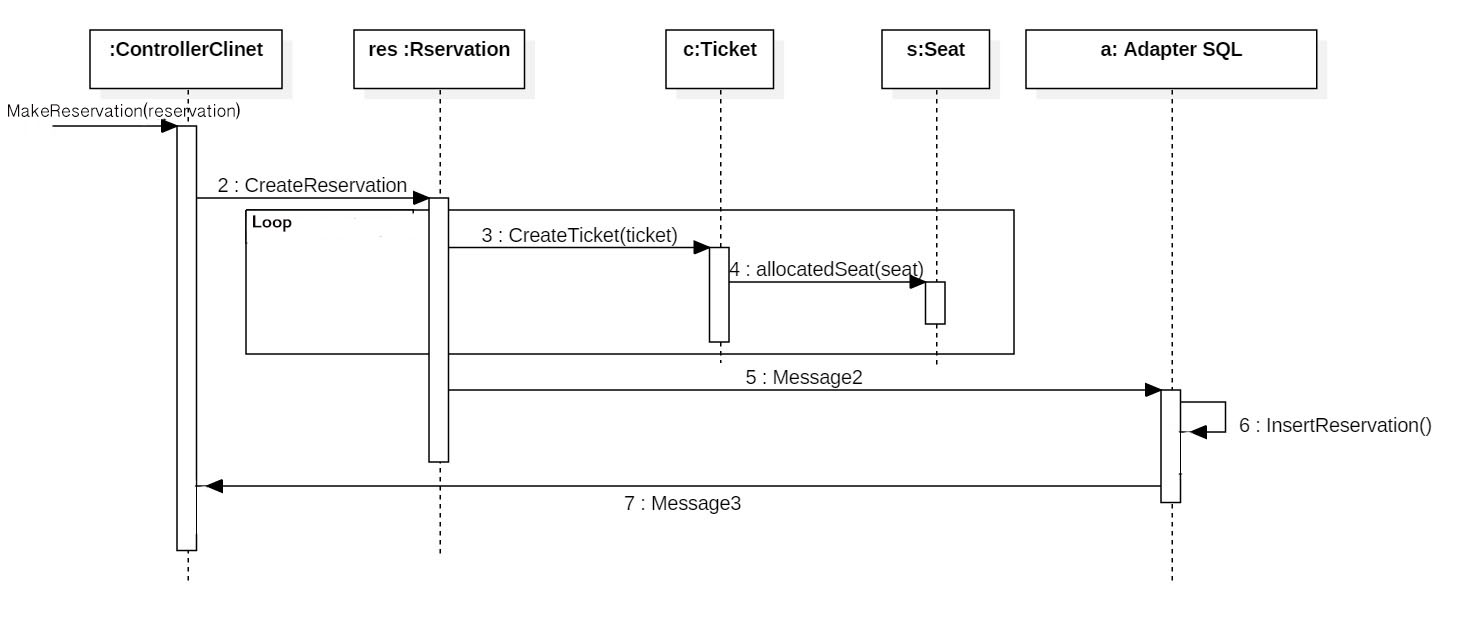 :ControllerClinet
res :Rservation
c:Ticket
s:Seat
a: Adapter SQL
MakeReservation(reservation)
2 : CreateReservation
Loop
3 : CreateTicket(ticket)
4 : allocatedSeat(seat)
5 : Message2
6 : InsertReservation()
7 : Message3